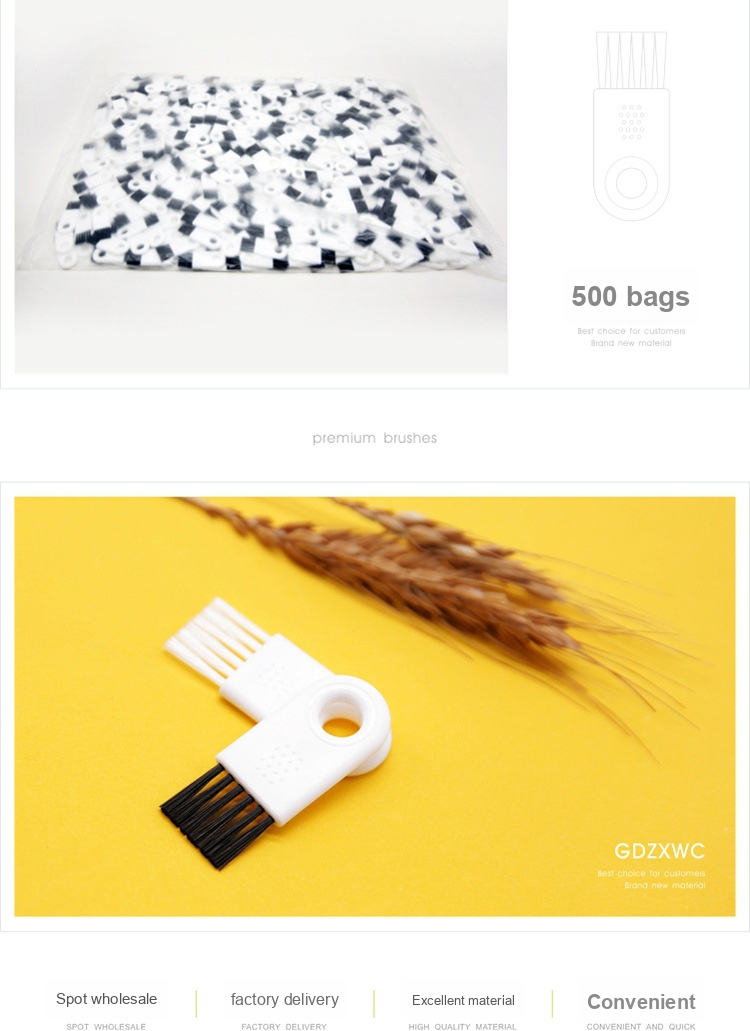 500 bags
Best choice for customers
Brand new material
premium brushes
GDZXWC
Best choice for customers
Brand new material
Spot wholesale
factory delivery
Excellent material
Convenient
SPOT WHOLESALE
FACTORY DELIVERY
HIGH QUALITY MATERIAL
CONVENIENT AND QUICK